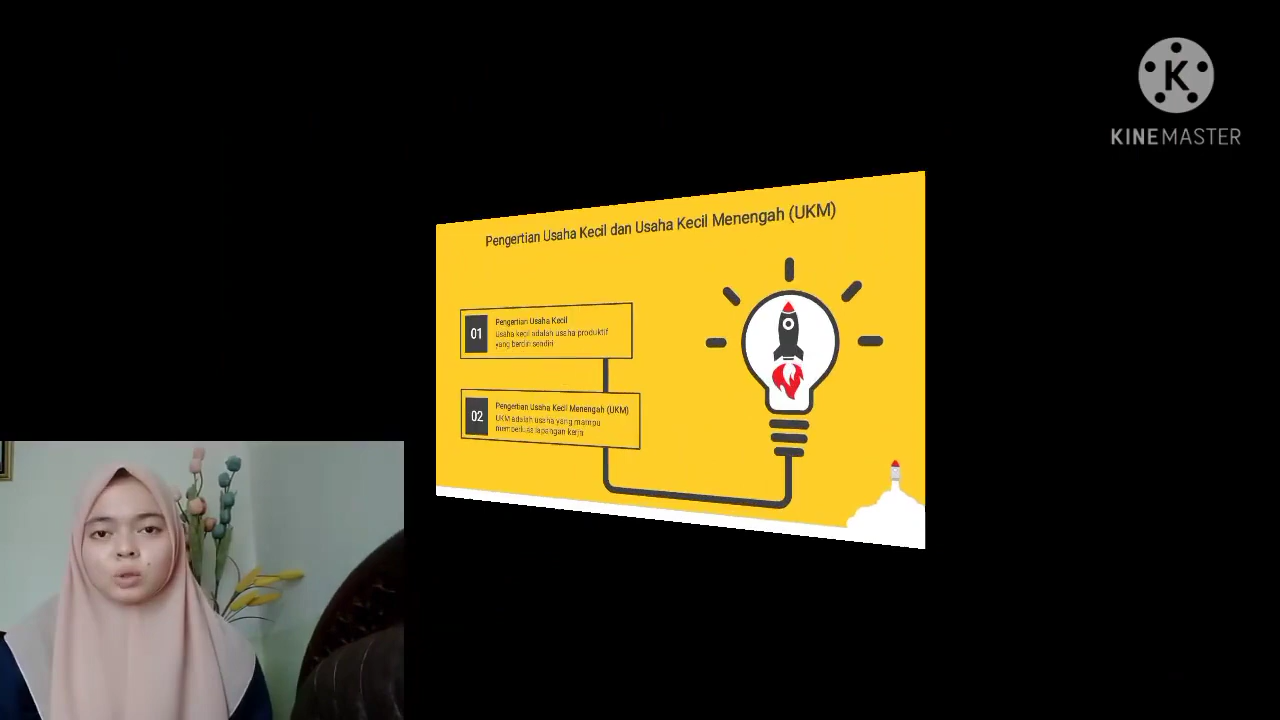 KINEMASTER
Pengertian Usaha Kecil dan Usaha Kecil Menengah (UKM)
01
Pengertian Usaha Kecil
Usaha kecil adalah usaha produktif
yang berdiri sendiri
02
Pengertian Usaha Kecil Menengah (UKM)
UKM adalah usaha yang mampu
memperluas lapangan kerja